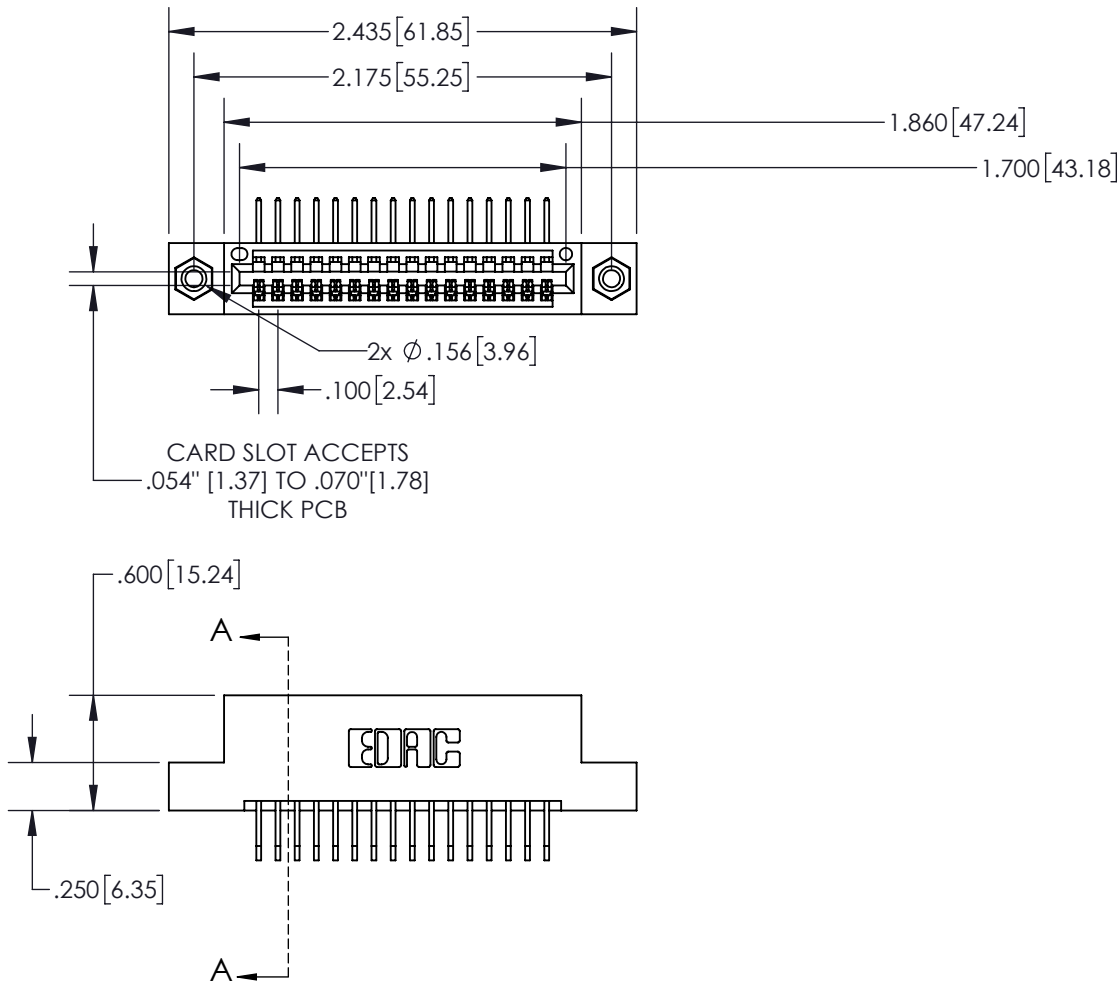 2.435[61.85]
2.175[55.25]
1.860[47.24]
1.700[43.18]
2x Ø.156[3.96]
.100[2.54]
CARD SLOT ACCEPTS
.054" [1.37] TO .070"[1.78]
THICK PCB
.600[15.24]
A
EDAC
.250[6.35]
A